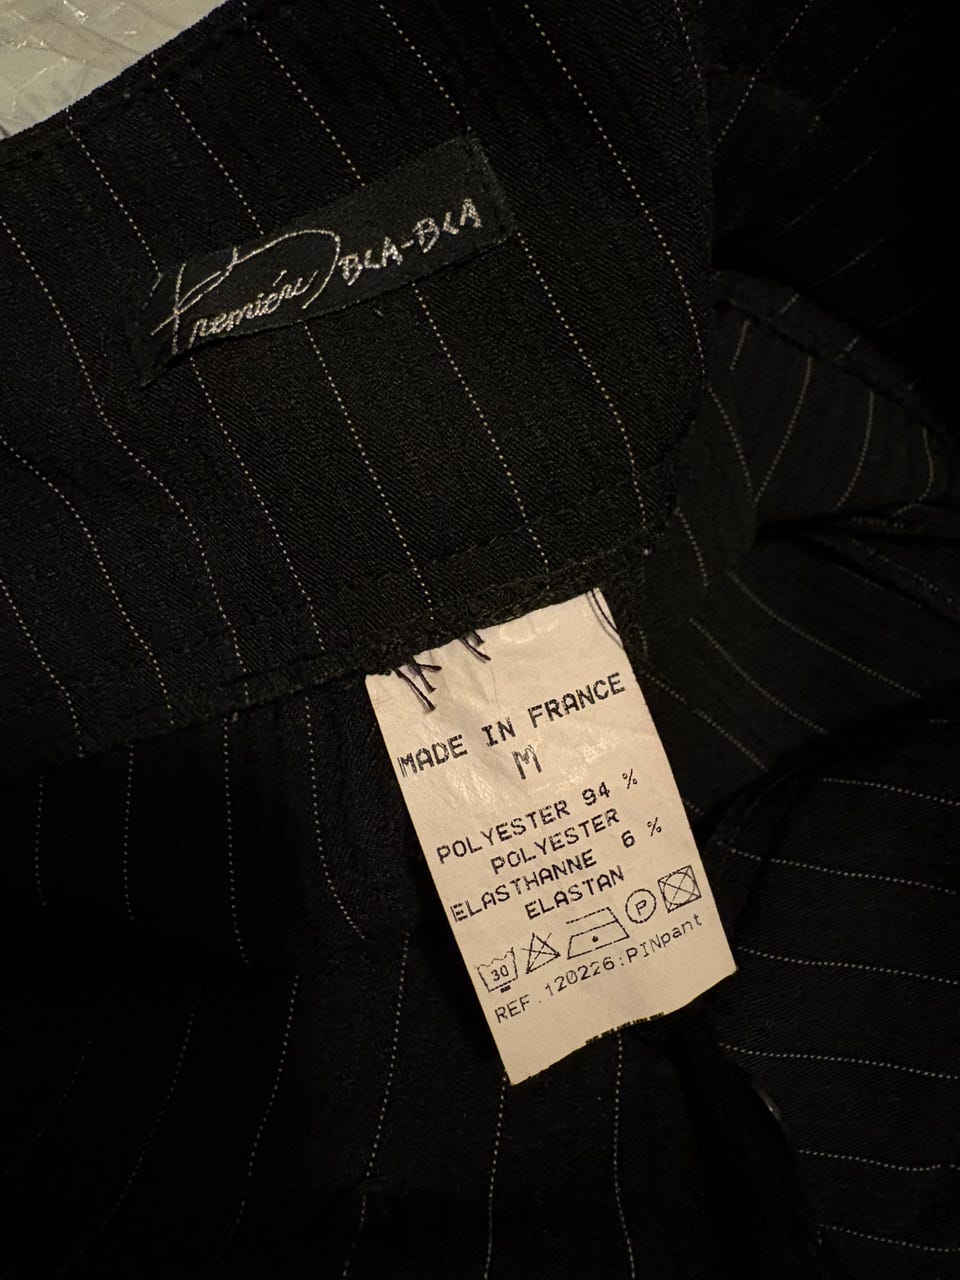 Première BLA-BLA
MADE IN FRANCE
M
POLYESTER 94 %
POLYESTER
ELASTHANNE 6 %
ELASTAN
30 P
REF.120226:PINpant